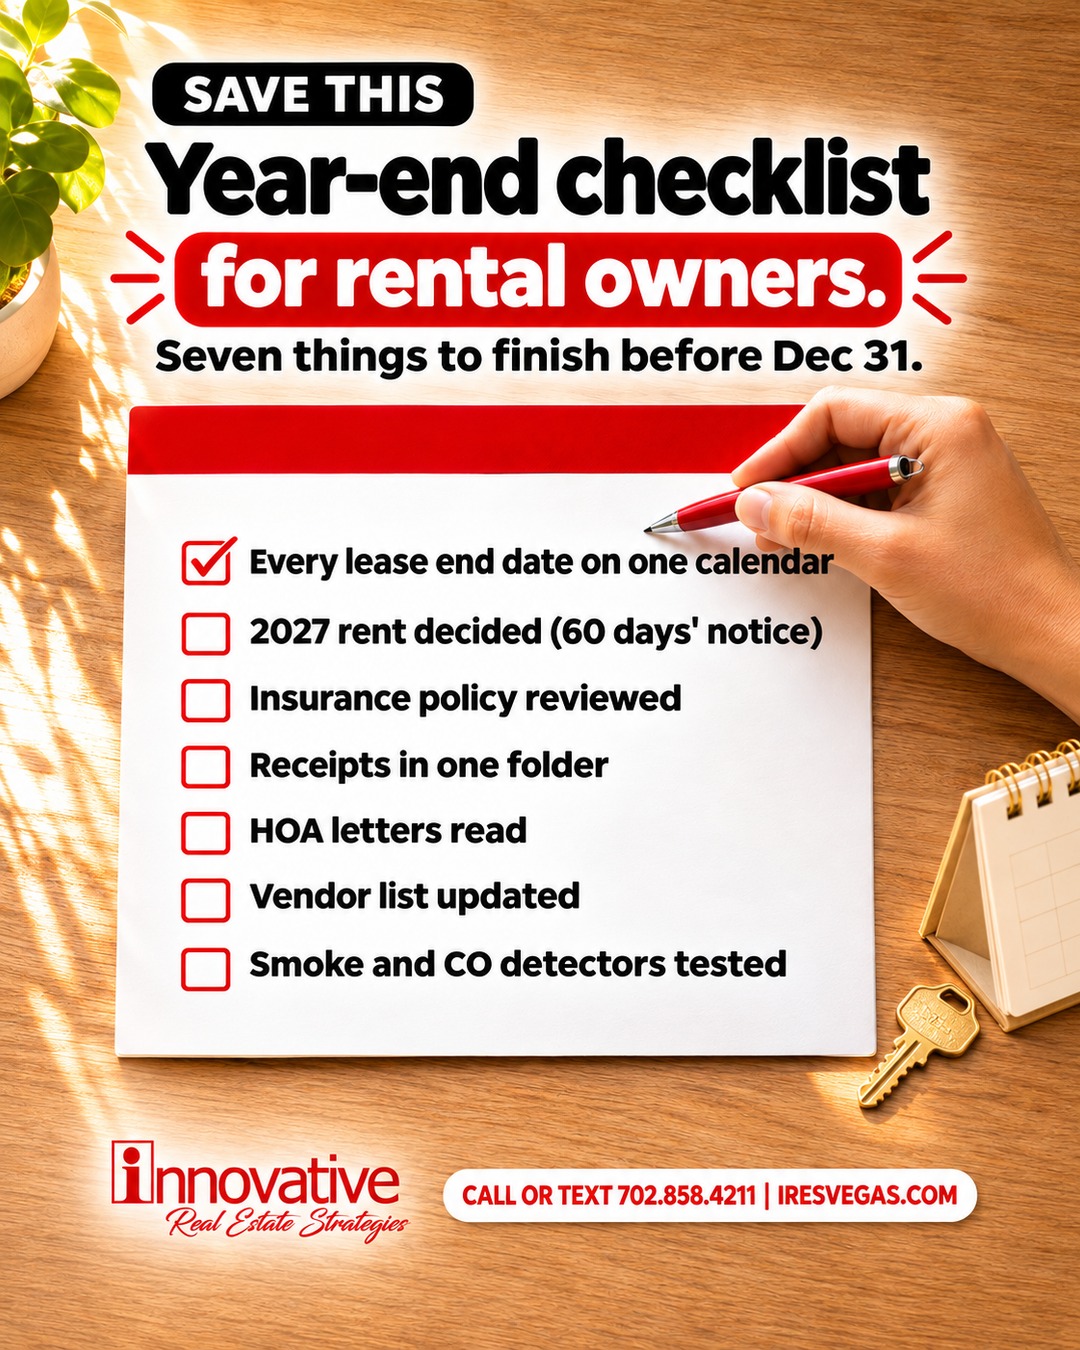 SAVE THIS
Year-end checklist
for rental owners.
Seven things to finish before Dec 31.
Every lease end date on one calendar
2027 rent decided (60 days' notice)
Insurance policy reviewed
Receipts in one folder
HOA letters read
Vendor list updated
Smoke and CO detectors tested
innovative
Real Estate Strategies
CALL OR TEXT 702.858.4211 | IRESVEGAS.COM